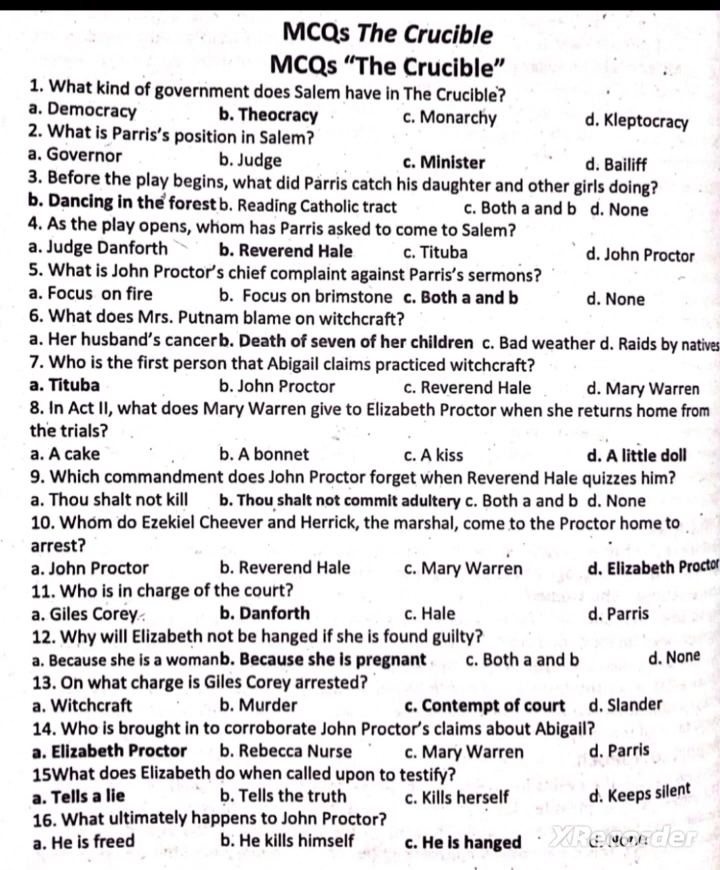 MCQs The Crucible
MCQs “The Crucible”
1. What kind of government does Salem have in The Crucible?
a. Democracy b. Theocracy c. Monarchy d. Kleptocracy
2. What is Parris’s position in Salem?
a. Governor b. Judge c. Minister d. Bailiff
3. Before the play begins, what did Parris catch his daughter and other girls doing?
b. Dancing in the forest b. Reading Catholic tract c. Both a and b d. None
4. As the play opens, whom has Parris asked to come to Salem?
a. Judge Danforth b. Reverend Hale c. Tituba d. John Proctor
5. What is John Proctor’s chief complaint against Parris’s sermons?
a. Focus on fire b. Focus on brimstone c. Both a and b d. None
6. What does Mrs. Putnam blame on witchcraft?
a. Her husband’s cancer b. Death of seven of her children c. Bad weather d. Raids by natives
7. Who is the first person that Abigail claims practiced witchcraft?
a. Tituba b. John Proctor c. Reverend Hale d. Mary Warren
8. In Act II, what does Mary Warren give to Elizabeth Proctor when she returns home from
the trials?
a. A cake b. A bonnet c. A kiss d. A little doll
9. Which commandment does John Proctor forget when Reverend Hale quizzes him?
a. Thou shalt not kill b. Thou shalt not commit adultery c. Both a and b d. None
10. Whom do Ezekiel Cheever and Herrick, the marshal, come to the Proctor home to
arrest?
a. John Proctor b. Reverend Hale c. Mary Warren d. Elizabeth Proctor
11. Who is in charge of the court?
a. Giles Corey b. Danforth c. Hale d. Parris
12. Why will Elizabeth not be hanged if she is found guilty?
a. Because she is a woman b. Because she is pregnant c. Both a and b d. None
13. On what charge is Giles Corey arrested?
a. Witchcraft b. Murder c. Contempt of court d. Slander
14. Who is brought in to corroborate John Proctor’s claims about Abigail?
a. Elizabeth Proctor b. Rebecca Nurse c. Mary Warren d. Parris
15What does Elizabeth do when called upon to testify?
a. Tells a lie b. Tells the truth c. Kills herself d. Keeps silent
16. What ultimately happens to John Proctor?
a. He is freed b. He kills himself c. He is hanged d. None
XRecorder